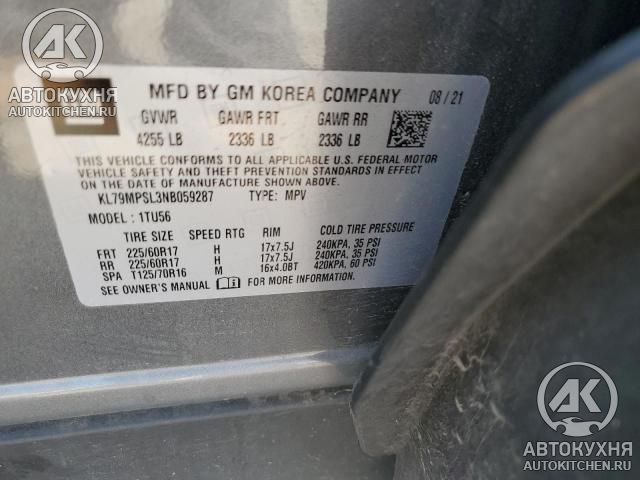 AK
АВТОКУХНЯ
AUTOKITCHEN.RU
MFD BY GM KOREA COMPANY 08/21
GVWR GAWR FRT GAWR RR
4255 LB 2336 LB 2336 LB
THIS VEHICLE CONFORMS TO ALL APPLICABLE U.S. FEDERAL MOTOR
VEHICLE SAFETY AND THEFT PREVENTION STANDARDS IN EFFECT ON
THE DATE OF MANUFACTURE SHOWN ABOVE.
KL79MPSL3NB059287 TYPE: MPV
MODEL: 1TU56
TIRE SIZE SPEED RTG RIM COLD TIRE PRESSURE
FRT 225/60R17 H 17x7.5J 240KPA, 35 PSI
RR 225/60R17 H 17x7.5J 240KPA, 35 PSI
SPA T125/70R16 M 16x4.0BT 420KPA, 60 PSI
SEE OWNER'S MANUAL FOR MORE INFORMATION.
AK
АВТОКУХНЯ
AUTOKITCHEN.RU